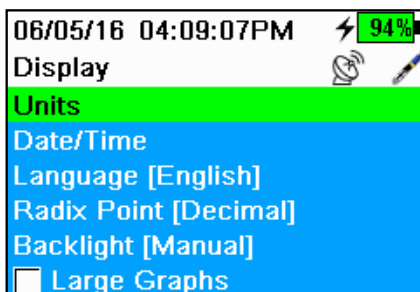 06/05/16 04:09:07PM 94%
Display
Units
Date/Time
Language [English]
Radix Point [Decimal]
Backlight [Manual]
Large Graphs